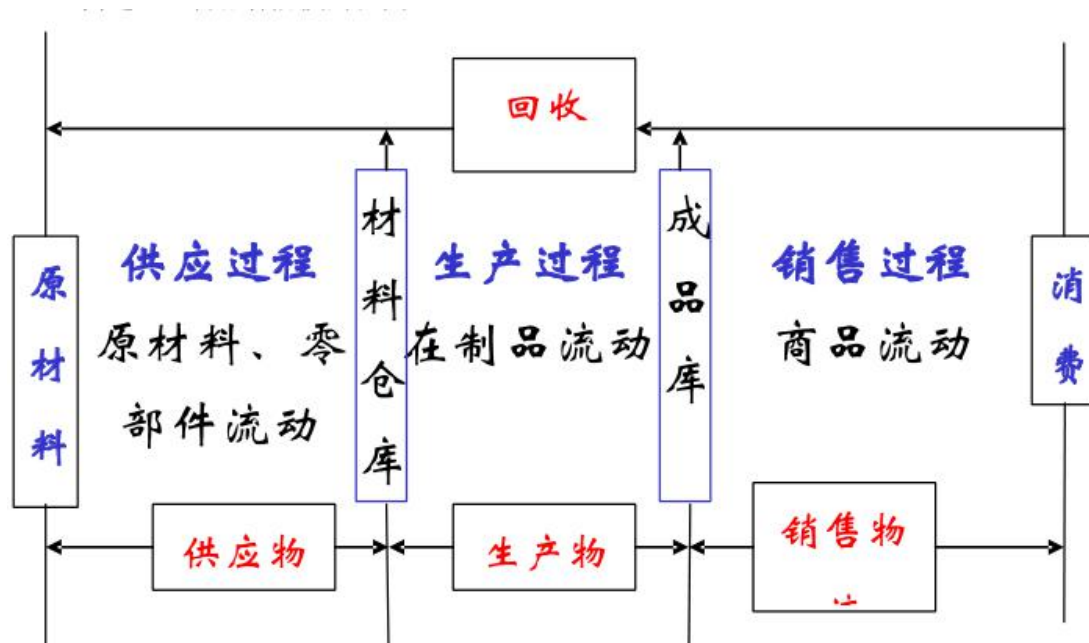 回收
原材料
供应过程
原材料、零
部件流动
材料仓库
生产过程
在制品流动
成品库
销售过程
商品流动
消费
供应物
生产物
销售物